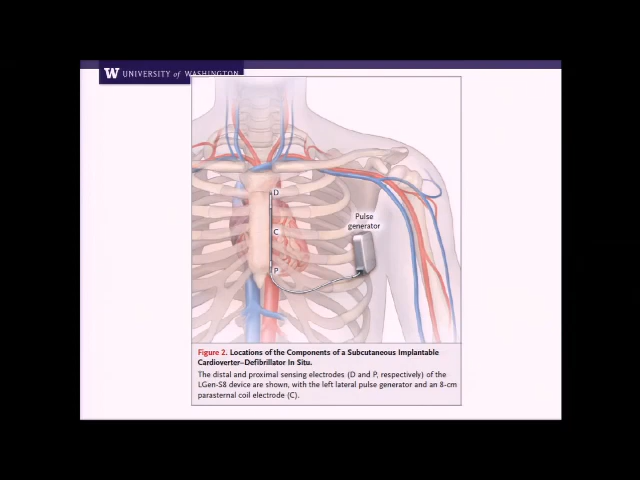 W UNIVERSITY of WASHINGTON
D
Pulse
generator
C
P
Figure 2. Locations of the Components of a Subcutaneous Implantable
Cardioverter–Defibrillator In Situ.
The distal and proximal sensing electrodes (D and P, respectively) of the
LGen-S8 device are shown, with the left lateral pulse generator and an 8-cm
parasternal coil electrode (C).